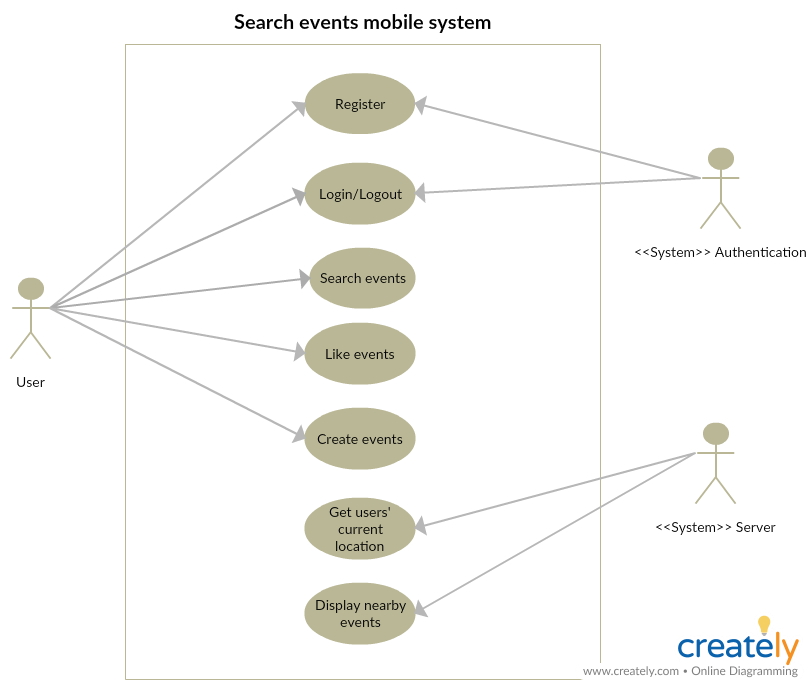 Search events mobile system
Register
Login/Logout
Search events
Like events
Create events
Get users'
current
location
Display nearby
events
User
<<System>> Authentication
<<System>> Server
creately
www.creately.com • Online Diagramming